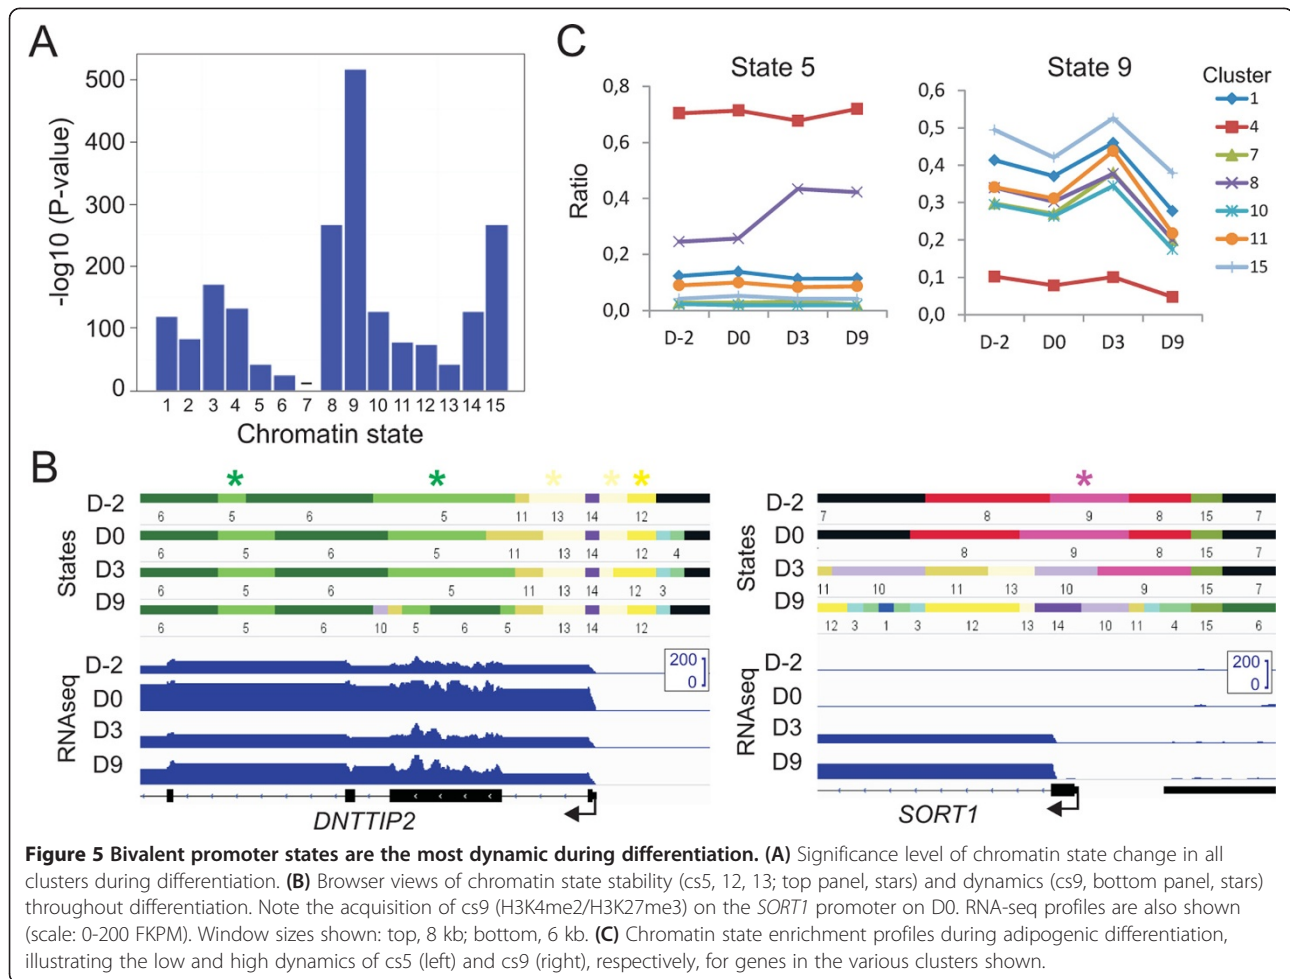 A
500
400
300
200
100
0
-log10 (P-value)
1 2 3 4 5 6 7 8 9 10 11 12 13 14 15
Chromatin state
C
State 5
0,8
0,6
0,4
0,2
0,0
Ratio
D-2 D0 D3 D9
State 9
0,6
0,5
0,4
0,3
0,2
0,1
0,0
D-2 D0 D3 D9
Cluster
1
4
7
8
10
11
15
B
* * * * *
States
D-2
6 5 6 5 11 13 14 12
D0
6 5 6 5 11 13 14 12 4
D3
6 5 6 5 11 13 14 12 3
D9
6 5 6 10 5 6 5 13 14 12
RNAseq
D-2
D0
D3
D9
200
0
DNTTIP2
*
States
D-2
7 8 9 8 15 7
D0
8 9 8 15 7
D3
11 10 11 13 10 9 15 7
D9
12 3 1 3 12 13 14 10 11 4 15 6
RNAseq
D-2
D0
D3
D9
200
0
SORT1
Figure 5 Bivalent promoter states are the most dynamic during differentiation. (A) Significance level of chromatin state change in all
clusters during differentiation. (B) Browser views of chromatin state stability (cs5, 12, 13; top panel, stars) and dynamics (cs9, bottom panel, stars)
throughout differentiation. Note the acquisition of cs9 (H3K4me2/H3K27me3) on the SORT1 promoter on D0. RNA-seq profiles are also shown
(scale: 0-200 FKPM). Window sizes shown: top, 8 kb; bottom, 6 kb. (C) Chromatin state enrichment profiles during adipogenic differentiation,
illustrating the low and high dynamics of cs5 (left) and cs9 (right), respectively, for genes in the various clusters shown.